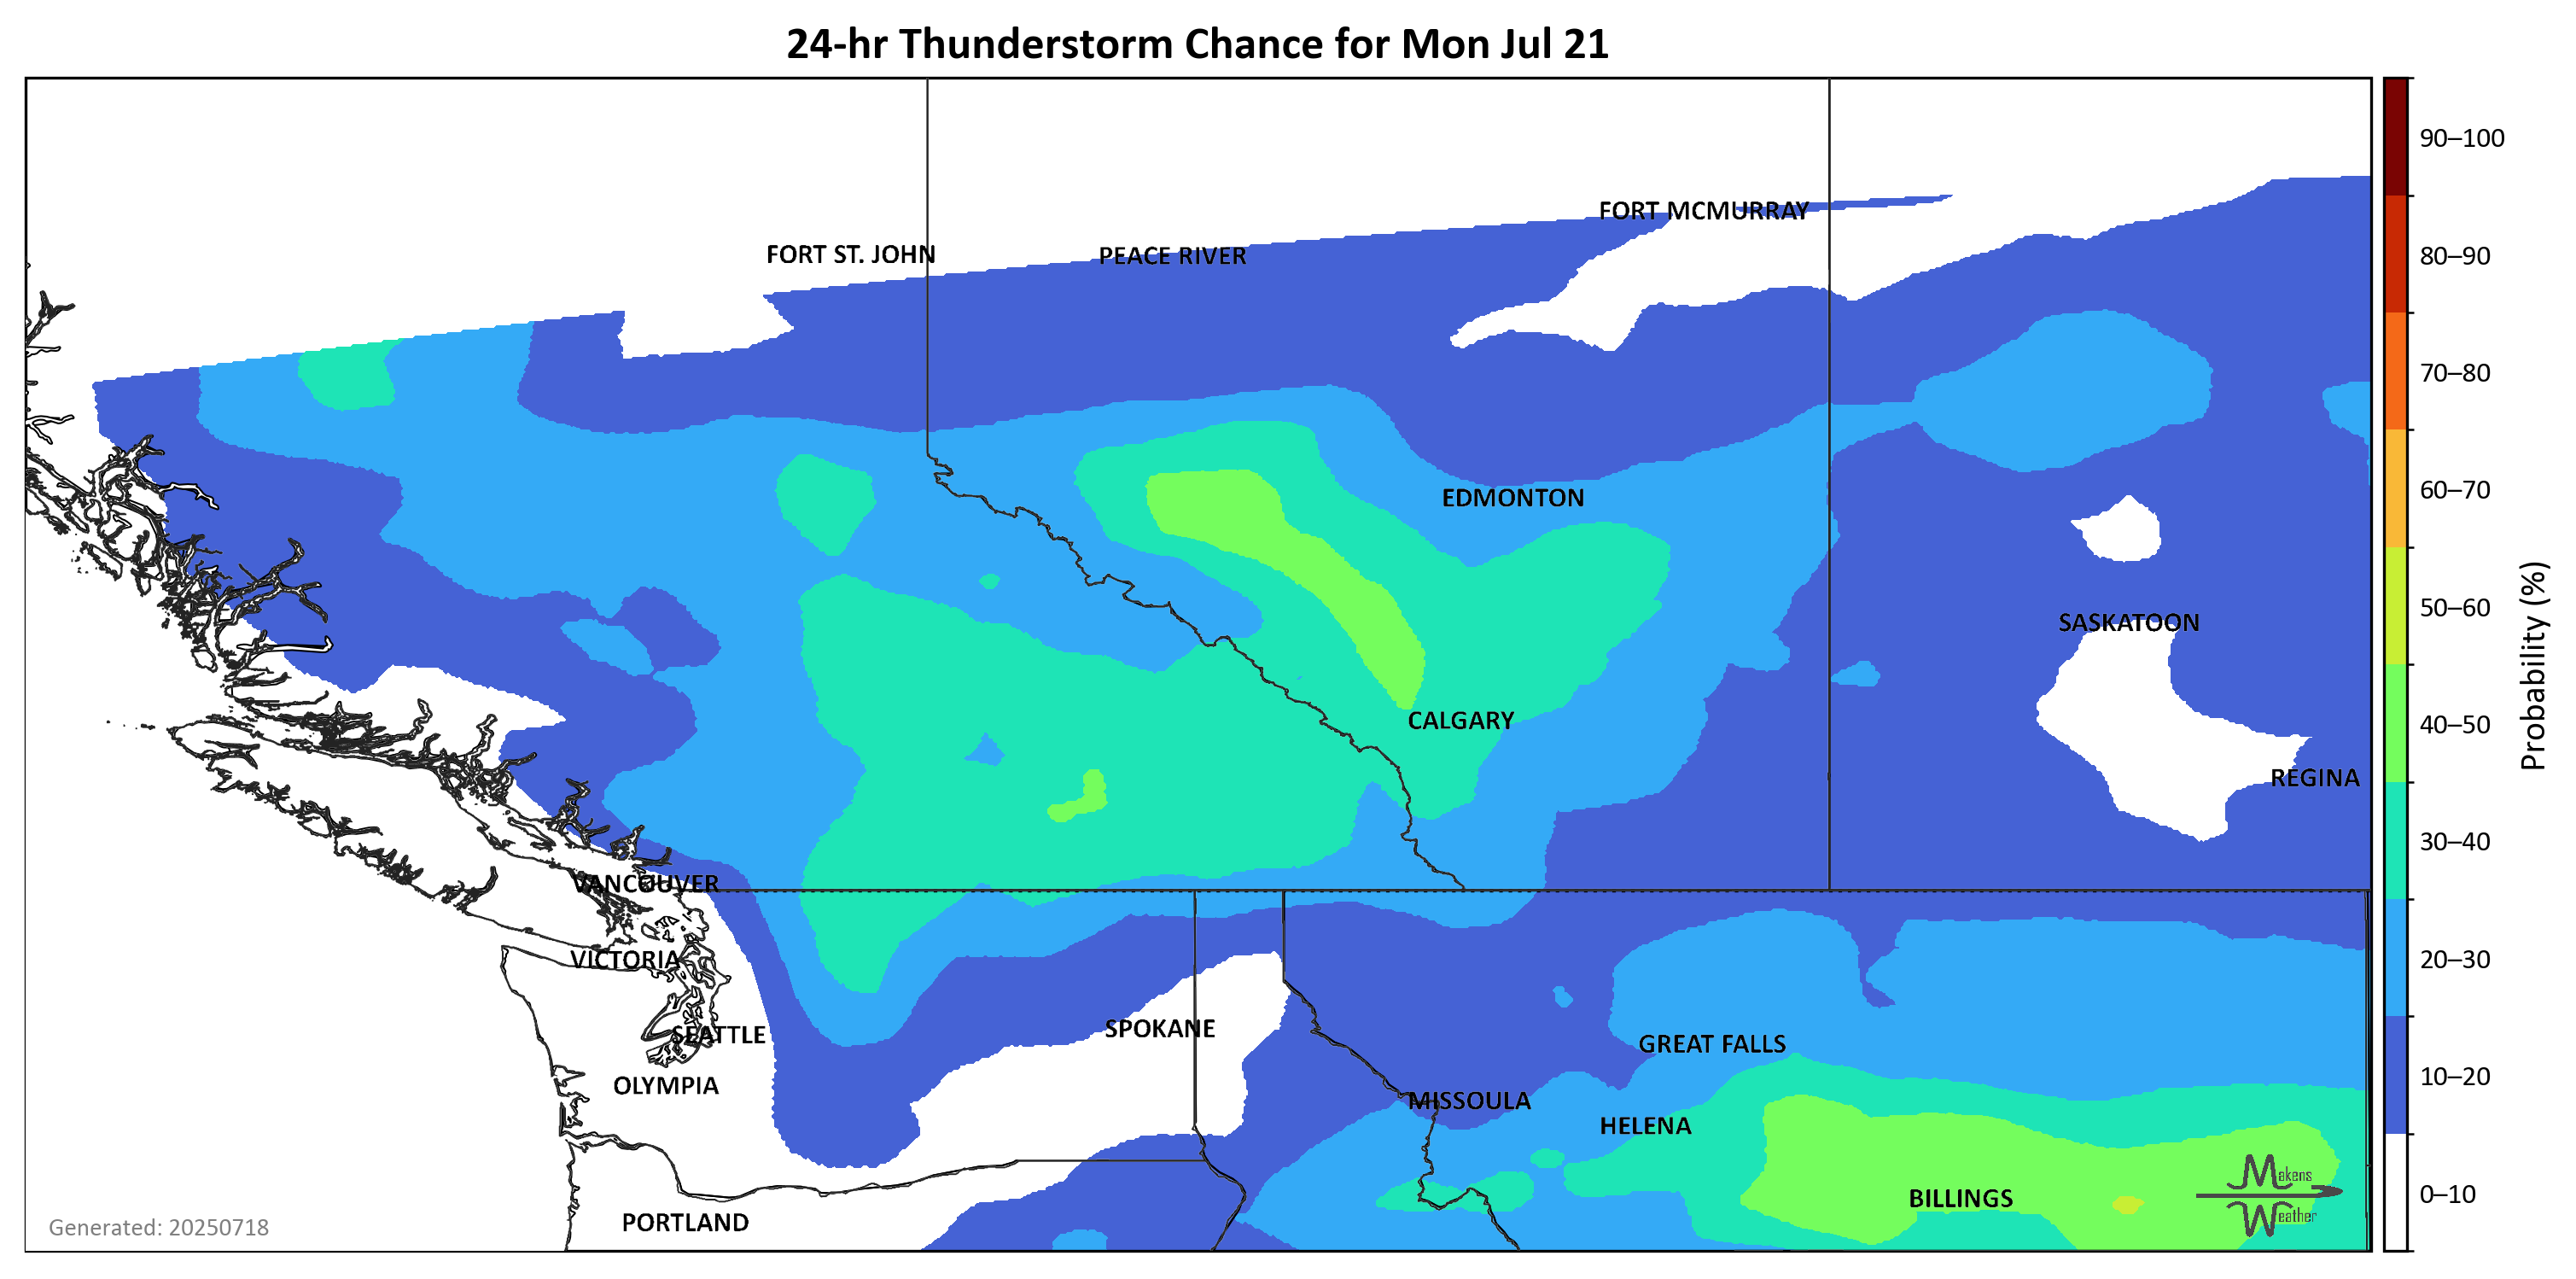 24-hr Thunderstorm Chance for Mon Jul 21
90–100
FORT MCMURRAY
FORT ST. JOHN
PEACE RIVER
80–90
70–80
60–70
EDMONTON
50–60
SASKATOON
Probability (%)
CALGARY
40–50
REGINA
30–40
VANCOUVER
VICTORIA
20–30
SPOKANE
SEATTLE
GREAT FALLS
10–20
OLYMPIA
MISSOULA
HELENA
Makens
Weather
BILLINGS
0–10
PORTLAND
Generated: 20250718